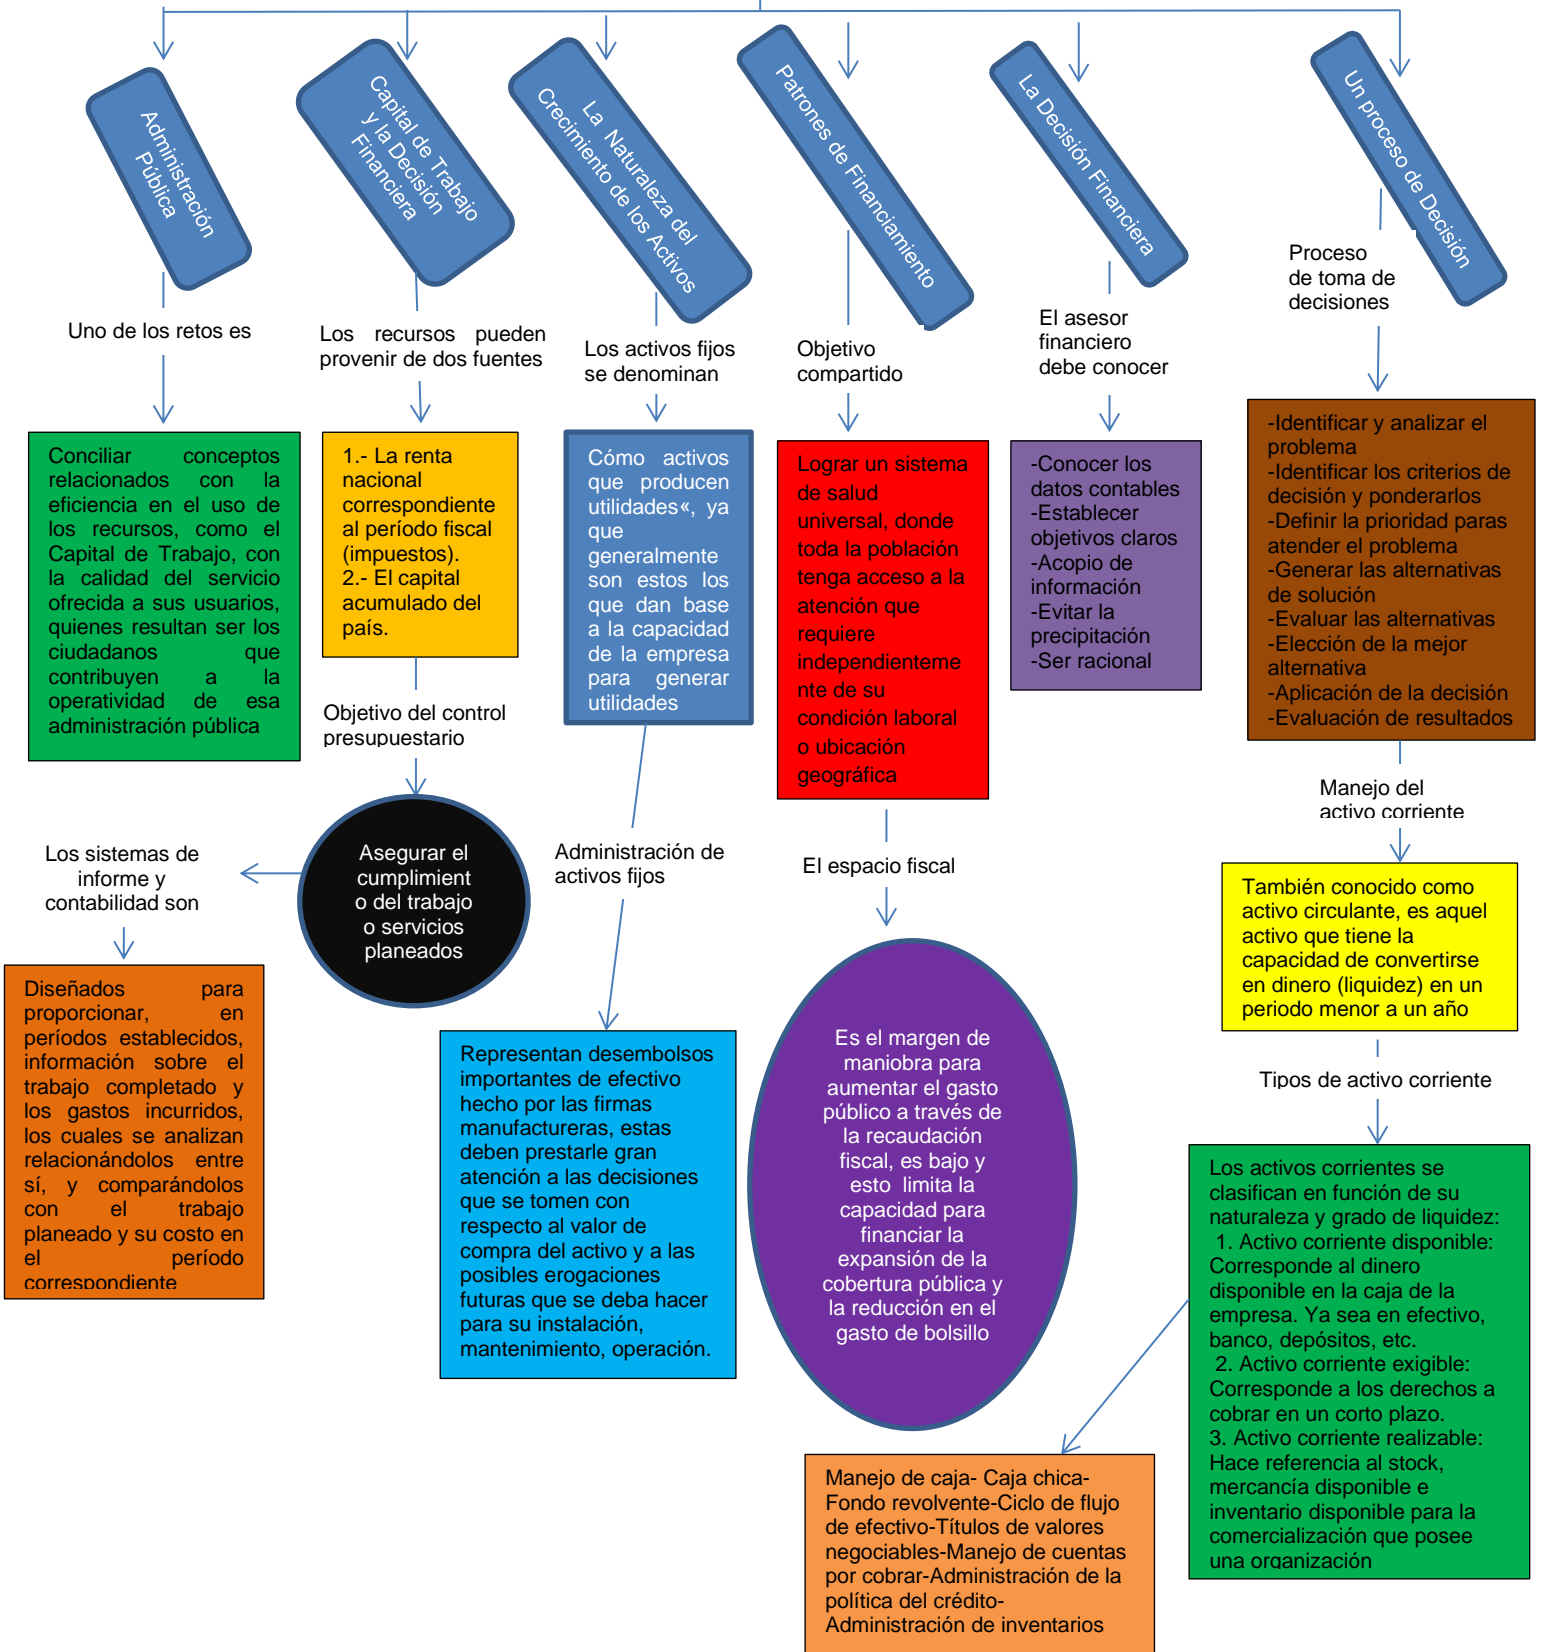 Administración
Pública
Uno de los retos es
Conciliar conceptos
relacionados con la
eficiencia en el uso de
los recursos, como el
Capital de Trabajo, con
la calidad del servicio
ofrecida a sus usuarios,
quienes resultan ser los
ciudadanos que
contribuyen a la
operatividad de esa
administración pública
Capital de Trabajo
y la Decisión
Financiera
Los recursos pueden
provenir de dos fuentes
1.- La renta
nacional
correspondiente
al período fiscal
(impuestos).
2.- El capital
acumulado del
país.
Objetivo del control
presupuestario
Asegurar el
cumplimient
o del trabajo
o servicios
planeados
Los sistemas de
informe y
contabilidad son
Diseñados para
proporcionar, en
períodos establecidos,
información sobre el
trabajo completado y
los gastos incurridos,
los cuales se analizan
relacionándolos entre
sí, y comparándolos
con el trabajo
planeado y su costo en
el período
correspondiente
La Naturaleza del
Crecimiento de los Activos
Los activos fijos
se denominan
Cómo activos
que producen
utilidades«, ya
que
generalmente
son estos los
que dan base
a la capacidad
de la empresa
para generar
utilidades
Administración de
activos fijos
Representan desembolsos
importantes de efectivo
hecho por las firmas
manufactureras, estas
deben prestarle gran
atención a las decisiones
que se tomen con
respecto al valor de
compra del activo y a las
posibles erogaciones
futuras que se deba hacer
para su instalación,
mantenimiento, operación.
Patrones de Financiamiento
Objetivo
compartido
Lograr un sistema
de salud
universal, donde
toda la población
tenga acceso a la
atención que
requiere
independienteme
nte de su
condición laboral
o ubicación
geográfica
El espacio fiscal
Es el margen de
maniobra para
aumentar el gasto
público a través de
la recaudación
fiscal, es bajo y
esto limita la
capacidad para
financiar la
expansión de la
cobertura pública y
la reducción en el
gasto de bolsillo
La Decisión Financiera
El asesor
financiero
debe conocer
-Conocer los
datos contables
-Establecer
objetivos claros
-Acopio de
información
-Evitar la
precipitación
-Ser racional
Un proceso de Decisión
Proceso
de toma de
decisiones
-Identificar y analizar el
problema
-Identificar los criterios de
decisión y ponderarlos
-Definir la prioridad paras
atender el problema
-Generar las alternativas
de solución
-Evaluar las alternativas
-Elección de la mejor
alternativa
-Aplicación de la decisión
-Evaluación de resultados
Manejo del
activo corriente
También conocido como
activo circulante, es aquel
activo que tiene la
capacidad de convertirse
en dinero (liquidez) en un
periodo menor a un año
Tipos de activo corriente
Los activos corrientes se
clasifican en función de su
naturaleza y grado de liquidez:
1. Activo corriente disponible:
Corresponde al dinero
disponible en la caja de la
empresa. Ya sea en efectivo,
banco, depósitos, etc.
2. Activo corriente exigible:
Corresponde a los derechos a
cobrar en un corto plazo.
3. Activo corriente realizable:
Hace referencia al stock,
mercancía disponible e
inventario disponible para la
comercialización que posee
una organización
Manejo de caja- Caja chica-
Fondo revolvente-Ciclo de flujo
de efectivo-Títulos de valores
negociables-Manejo de cuentas
por cobrar-Administración de la
política del crédito-
Administración de inventarios